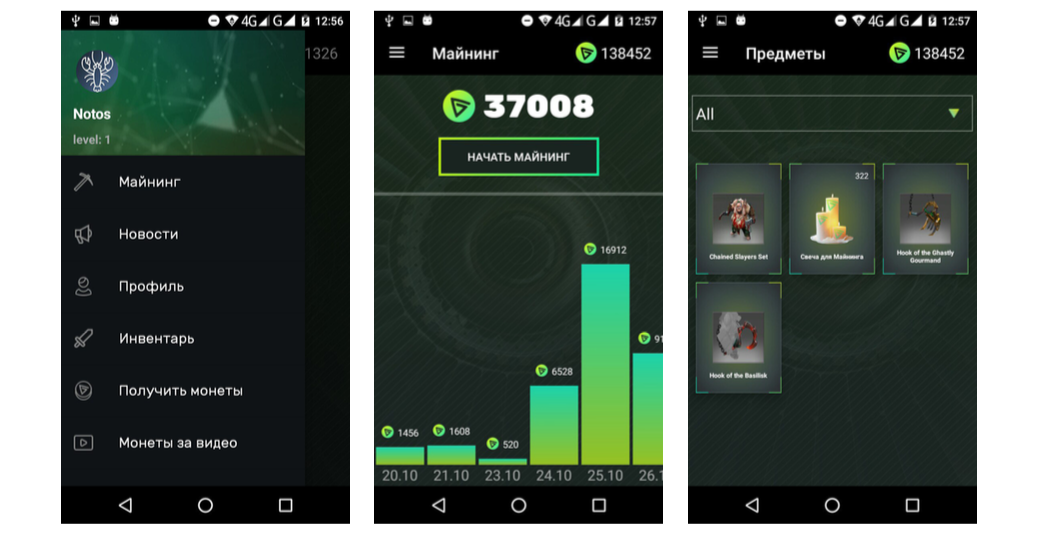 4G G 12:56
1326
Notos
level: 1
Майнинг
Новости
Профиль
Инвентарь
Получить монеты
Монеты за видео
4G G 12:57
Майнинг
138452
37008
НАЧАТЬ МАЙНИНГ
16912
91
6528
1456
1608
520
20.10
21.10
23.10
24.10
25.10
26.1
4G G 12:57
Предметы
138452
All
322
Chained Slayers Set
Свеча для Майнинга
Hook of the Ghastly
Gourmand
Hook of the Basilisk